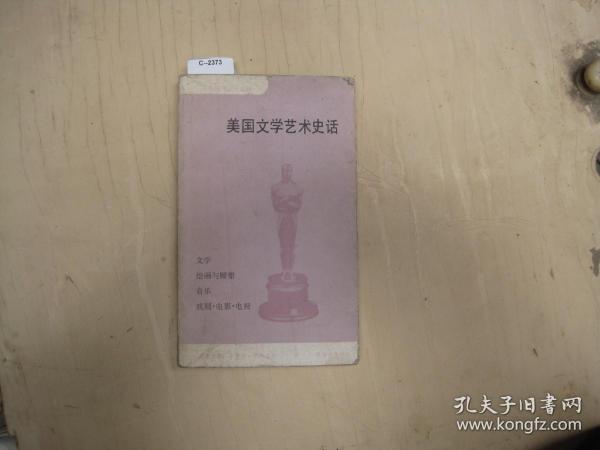 C--2373
美国文学艺术史话
文学
绘画与雕塑
音乐
戏剧·电影·电视
孔夫子旧书网
www.kongfz.com